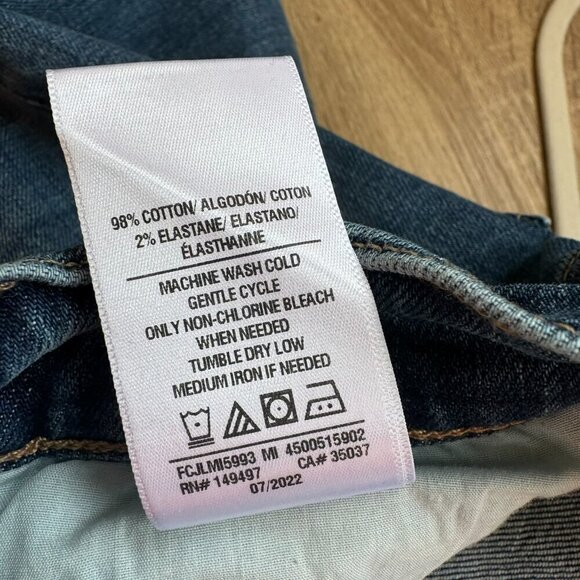 98% COTTON/ ALGODÓN/ COTON
2% ELASTANE/ ELASTANO/
ÉLASTHANNE
MACHINE WASH COLD
GENTLE CYCLE
ONLY NON-CHLORINE BLEACH
WHEN NEEDED
TUMBLE DRY LOW
MEDIUM IRON IF NEEDED
FCJLMI5993 MI 4500515902
RN# 149497 CA# 35037
07/2022